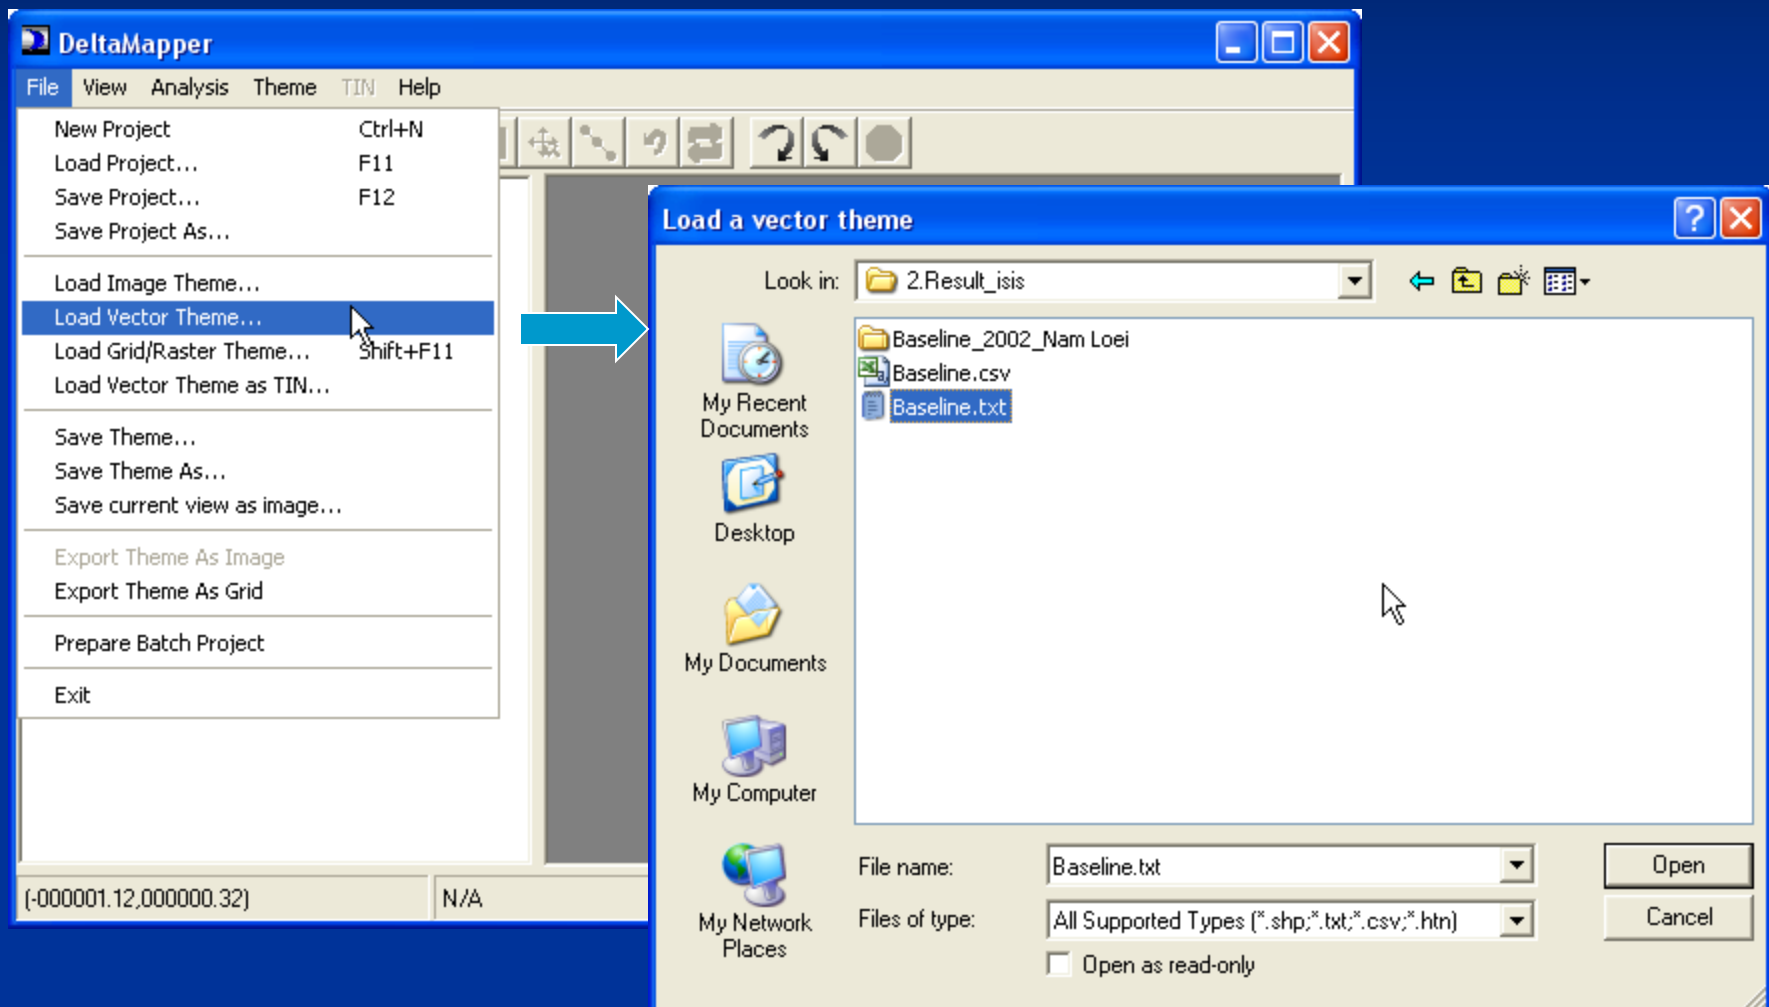 DeltaMapper
File View Analysis Theme TIN Help
New Project Ctrl+N
Load Project... F11
Save Project... F12
Save Project As...
Load Image Theme...
Load Vector Theme...
Load Grid/Raster Theme... Shift+F11
Load Vector Theme as TIN...
Save Theme...
Save Theme As...
Save current view as image...
Export Theme As Image
Export Theme As Grid
Prepare Batch Project
Exit
(-000001.12,000000.32) N/A
Load a vector theme
Look in: 2.Result_isis
Baseline_2002_Nam Loei
Baseline.csv
Baseline.txt
My Recent
Documents
Desktop
My Documents
My Computer
My Network
Places
File name: Baseline.txt Open
Files of type: All Supported Types (*.shp;*.txt;*.csv;*.htn) Cancel
Open as read-only